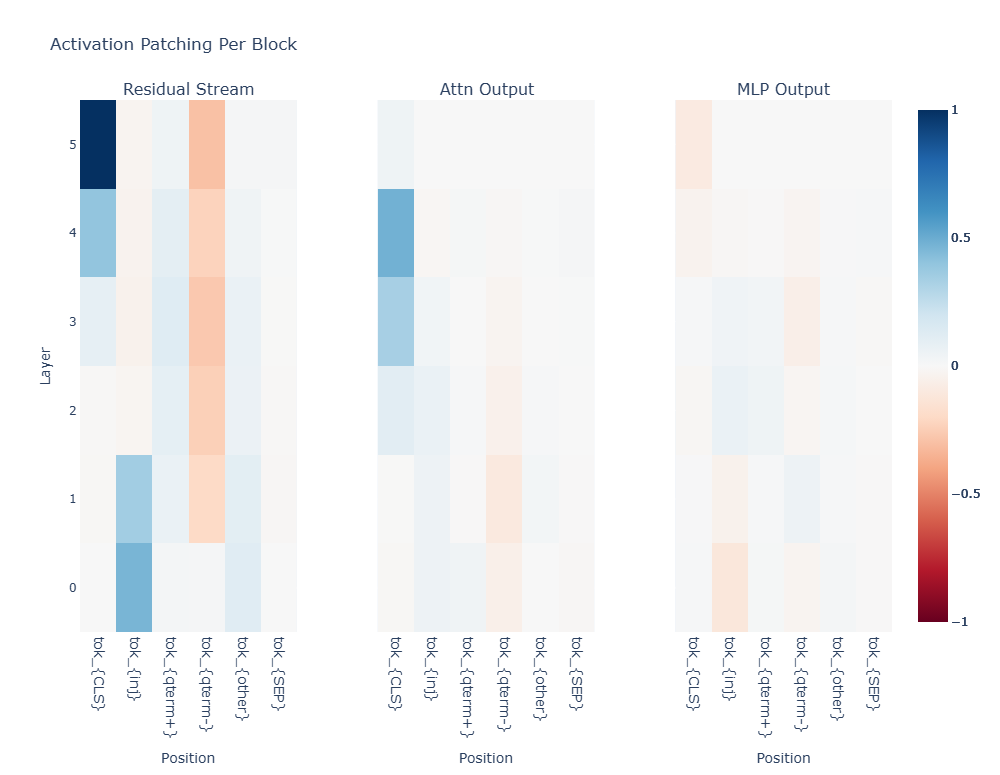 Activation Patching Per Block
Residual Stream
Attn Output
MLP Output
Layer
5
4
3
2
1
0
tok_{CLS}
tok_{inj}
tok_{qterm+}
tok_{qterm-}
tok_{other}
tok_{SEP}
Position
tok_{CLS}
tok_{inj}
tok_{qterm+}
tok_{qterm-}
tok_{other}
tok_{SEP}
Position
tok_{CLS}
tok_{inj}
tok_{qterm+}
tok_{qterm-}
tok_{other}
tok_{SEP}
Position
1
0.5
0
−0.5
−1